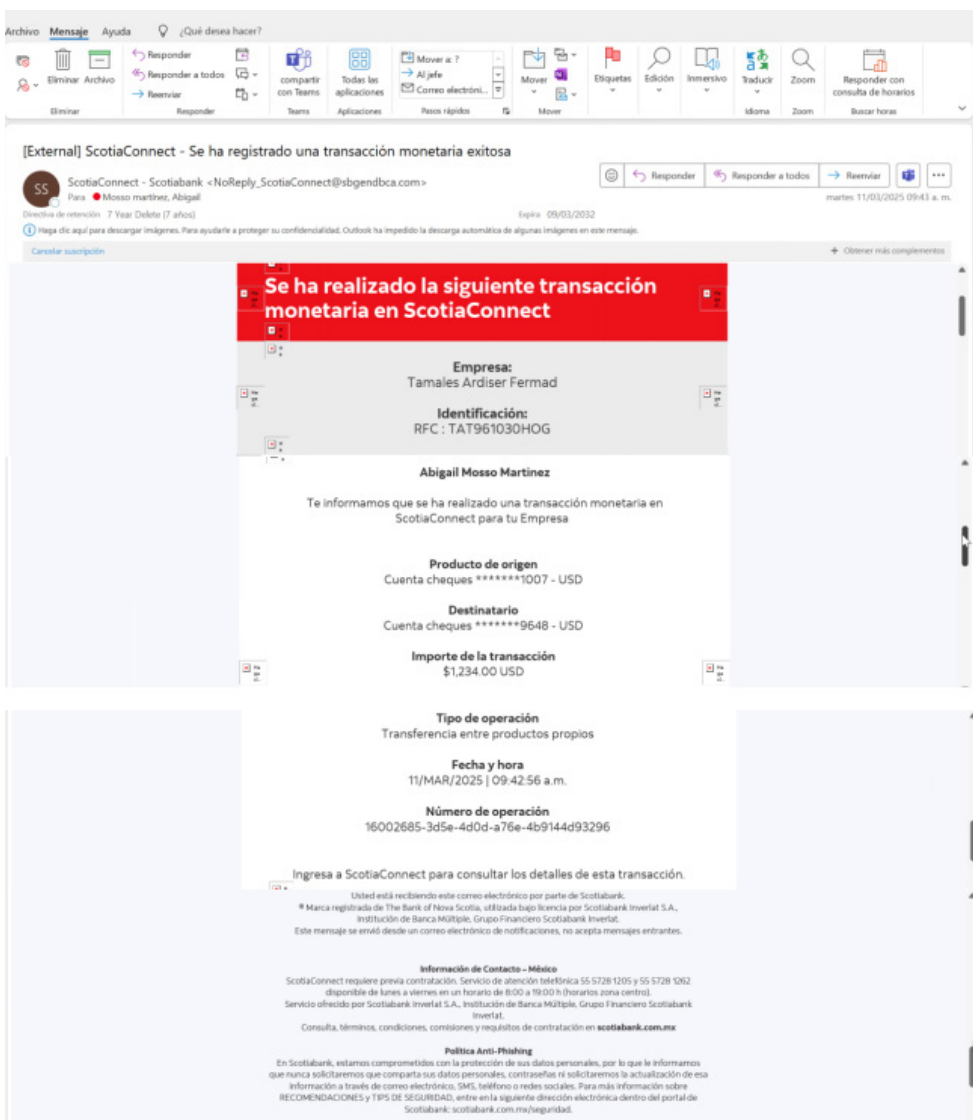 Archivo Mensaje Ayuda ¿Qué desea hacer?
Eliminar Archivo
Responder
Responder a todos
Reenviar
compartir con Teams
Todas las aplicaciones
Mover a: ?
Al jefe
Correo electróni...
Mover
Etiquetas Edición Inmersivo Traducir Zoom
Responder con consulta de horarios
Eliminar Responder Teams Aplicaciones Pasos rápidos Mover Idioma Zoom Buscar horas
[External] ScotiaConnect - Se ha registrado una transacción monetaria exitosa
SS
ScotiaConnect - Scotiabank <NoReply_ScotiaConnect@sbgendbca.com>
Para Mosso martínez, Abigail
Responder Responder a todos Reenviar
martes 11/03/2025 09:43 a. m.
Directiva de retención 7 Year Delete (7 años) Expira 09/03/2032
Haga clic aquí para descargar imágenes. Para ayudarle a proteger su confidencialidad, Outlook ha impedido la descarga automática de algunas imágenes en este mensaje.
Cancelar suscripción + Obtener más complementos
Se ha realizado la siguiente transacción
monetaria en ScotiaConnect
Empresa:
Tamales Ardiser Fermad
Identificación:
RFC : TAT961030HOG
Abigail Mosso Martinez
Te informamos que se ha realizado una transacción monetaria en
ScotiaConnect para tu Empresa
Producto de origen
Cuenta cheques *******1007 - USD
Destinatario
Cuenta cheques *******9648 - USD
Importe de la transacción
$1,234.00 USD
Tipo de operación
Transferencia entre productos propios
Fecha y hora
11/MAR/2025 | 09:42:56 a.m.
Número de operación
16002685-3d5e-4d0d-a76e-4b9144d93296
Ingresa a ScotiaConnect para consultar los detalles de esta transacción.
Usted está recibiendo este correo electrónico por parte de Scotiabank.
® Marca registrada de The Bank of Nova Scotia, utilizada bajo licencia por Scotiabank Inverlat S.A.,
Institución de Banca Múltiple, Grupo Financiero Scotiabank Inverlat.
Este mensaje se envió desde un correo electrónico de notificaciones, no acepta mensajes entrantes.
Información de Contacto – México
ScotiaConnect requiere previa contratación. Servicio de atención telefónica 55 5728 1205 y 55 5728 1262
disponible de lunes a viernes en un horario de 8:00 a 19:00 h (horarios zona centro).
Servicio ofrecido por Scotiabank Inverlat S.A., Institución de Banca Múltiple, Grupo Financiero Scotiabank
Inverlat.
Consulta, términos, condiciones, comisiones y requisitos de contratación en scotiabank.com.mx
Política Anti-Phishing
En Scotiabank, estamos comprometidos con la protección de sus datos personales, por lo que le informamos
que nunca solicitaremos que comparta sus datos personales, contraseñas ni solicitaremos la actualización de esa
información a través de correo electrónico, SMS, teléfono o redes sociales. Para más información sobre
RECOMENDACIONES y TIPS DE SEGURIDAD, entre en la siguiente dirección electrónica dentro del portal de
Scotiabank: scotiabank.com.mx/seguridad.